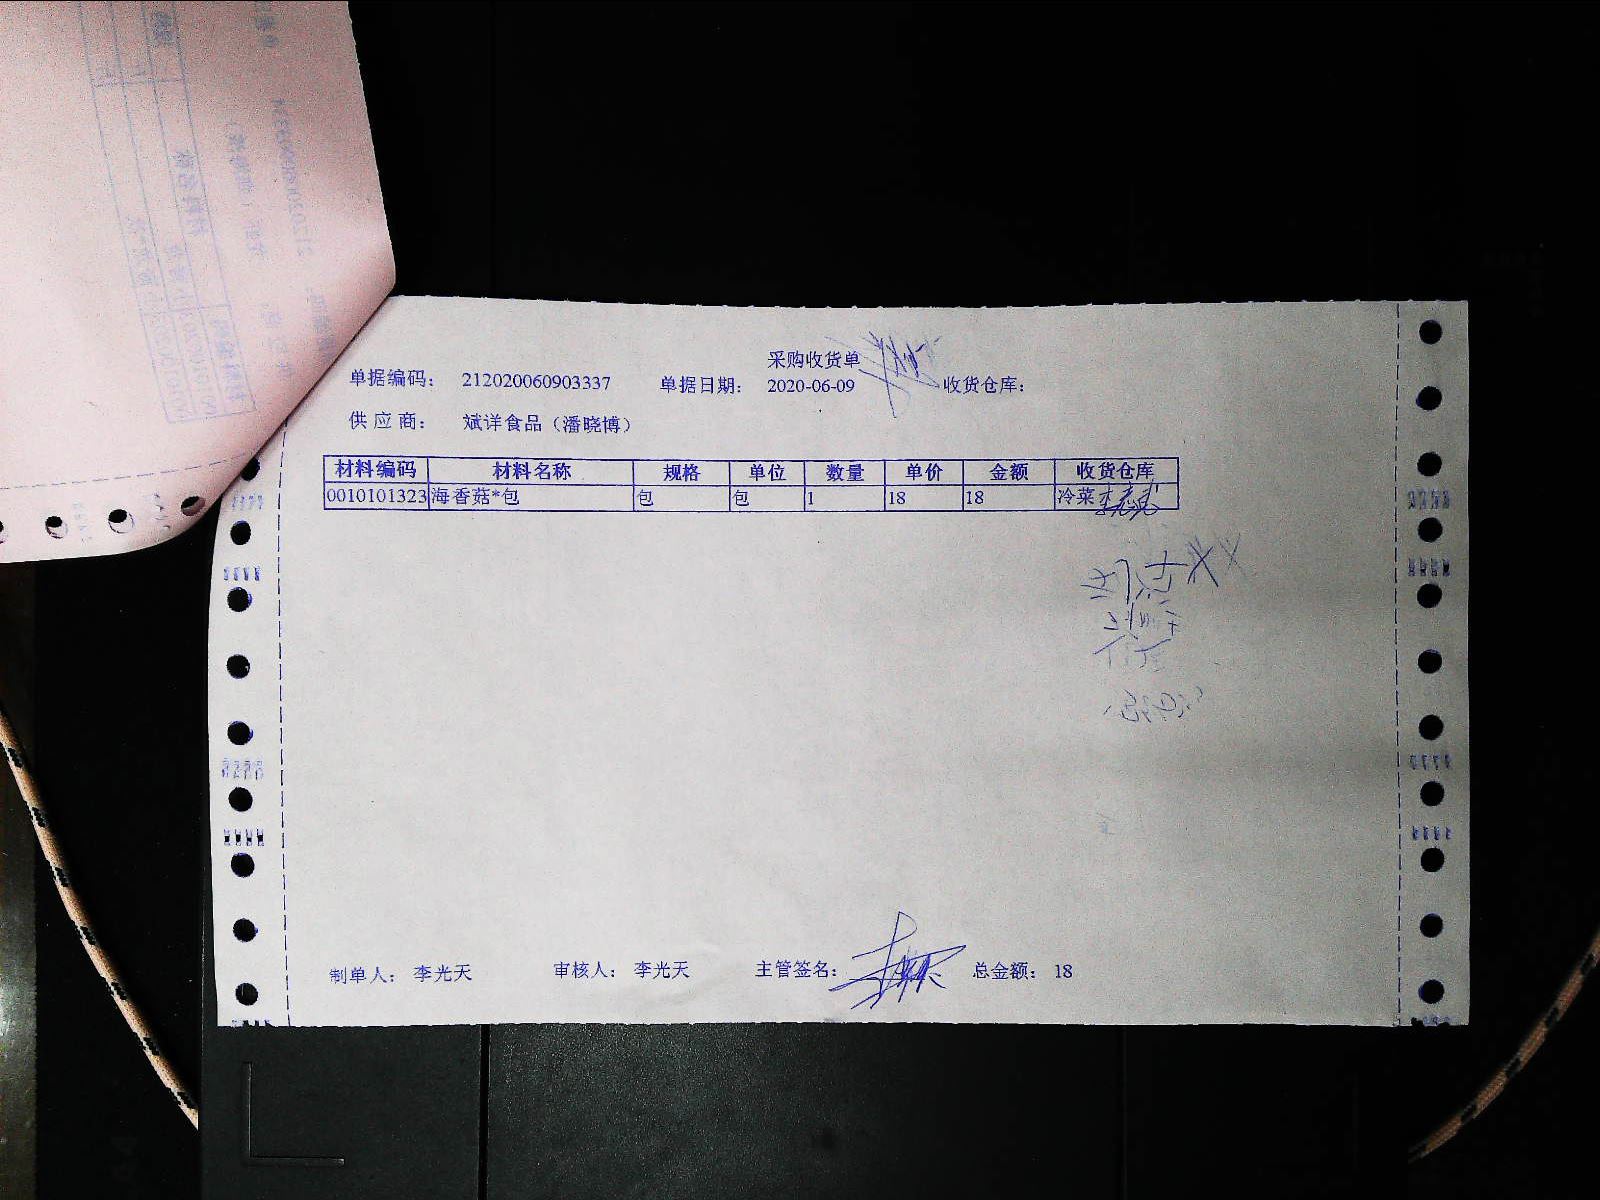 采购收货单
单据编码： 212020060903337 单据日期： 2020-06-09 收货仓库：
供应商： 斌详食品（潘晓博）
材料编码 材料名称 规格 单位 数量 单价 金额 收货仓库
0010101323 海香菇*包 包 包 1 18 18 冷菜
制单人： 李光天 审核人： 李光天 主管签名： 总金额： 18